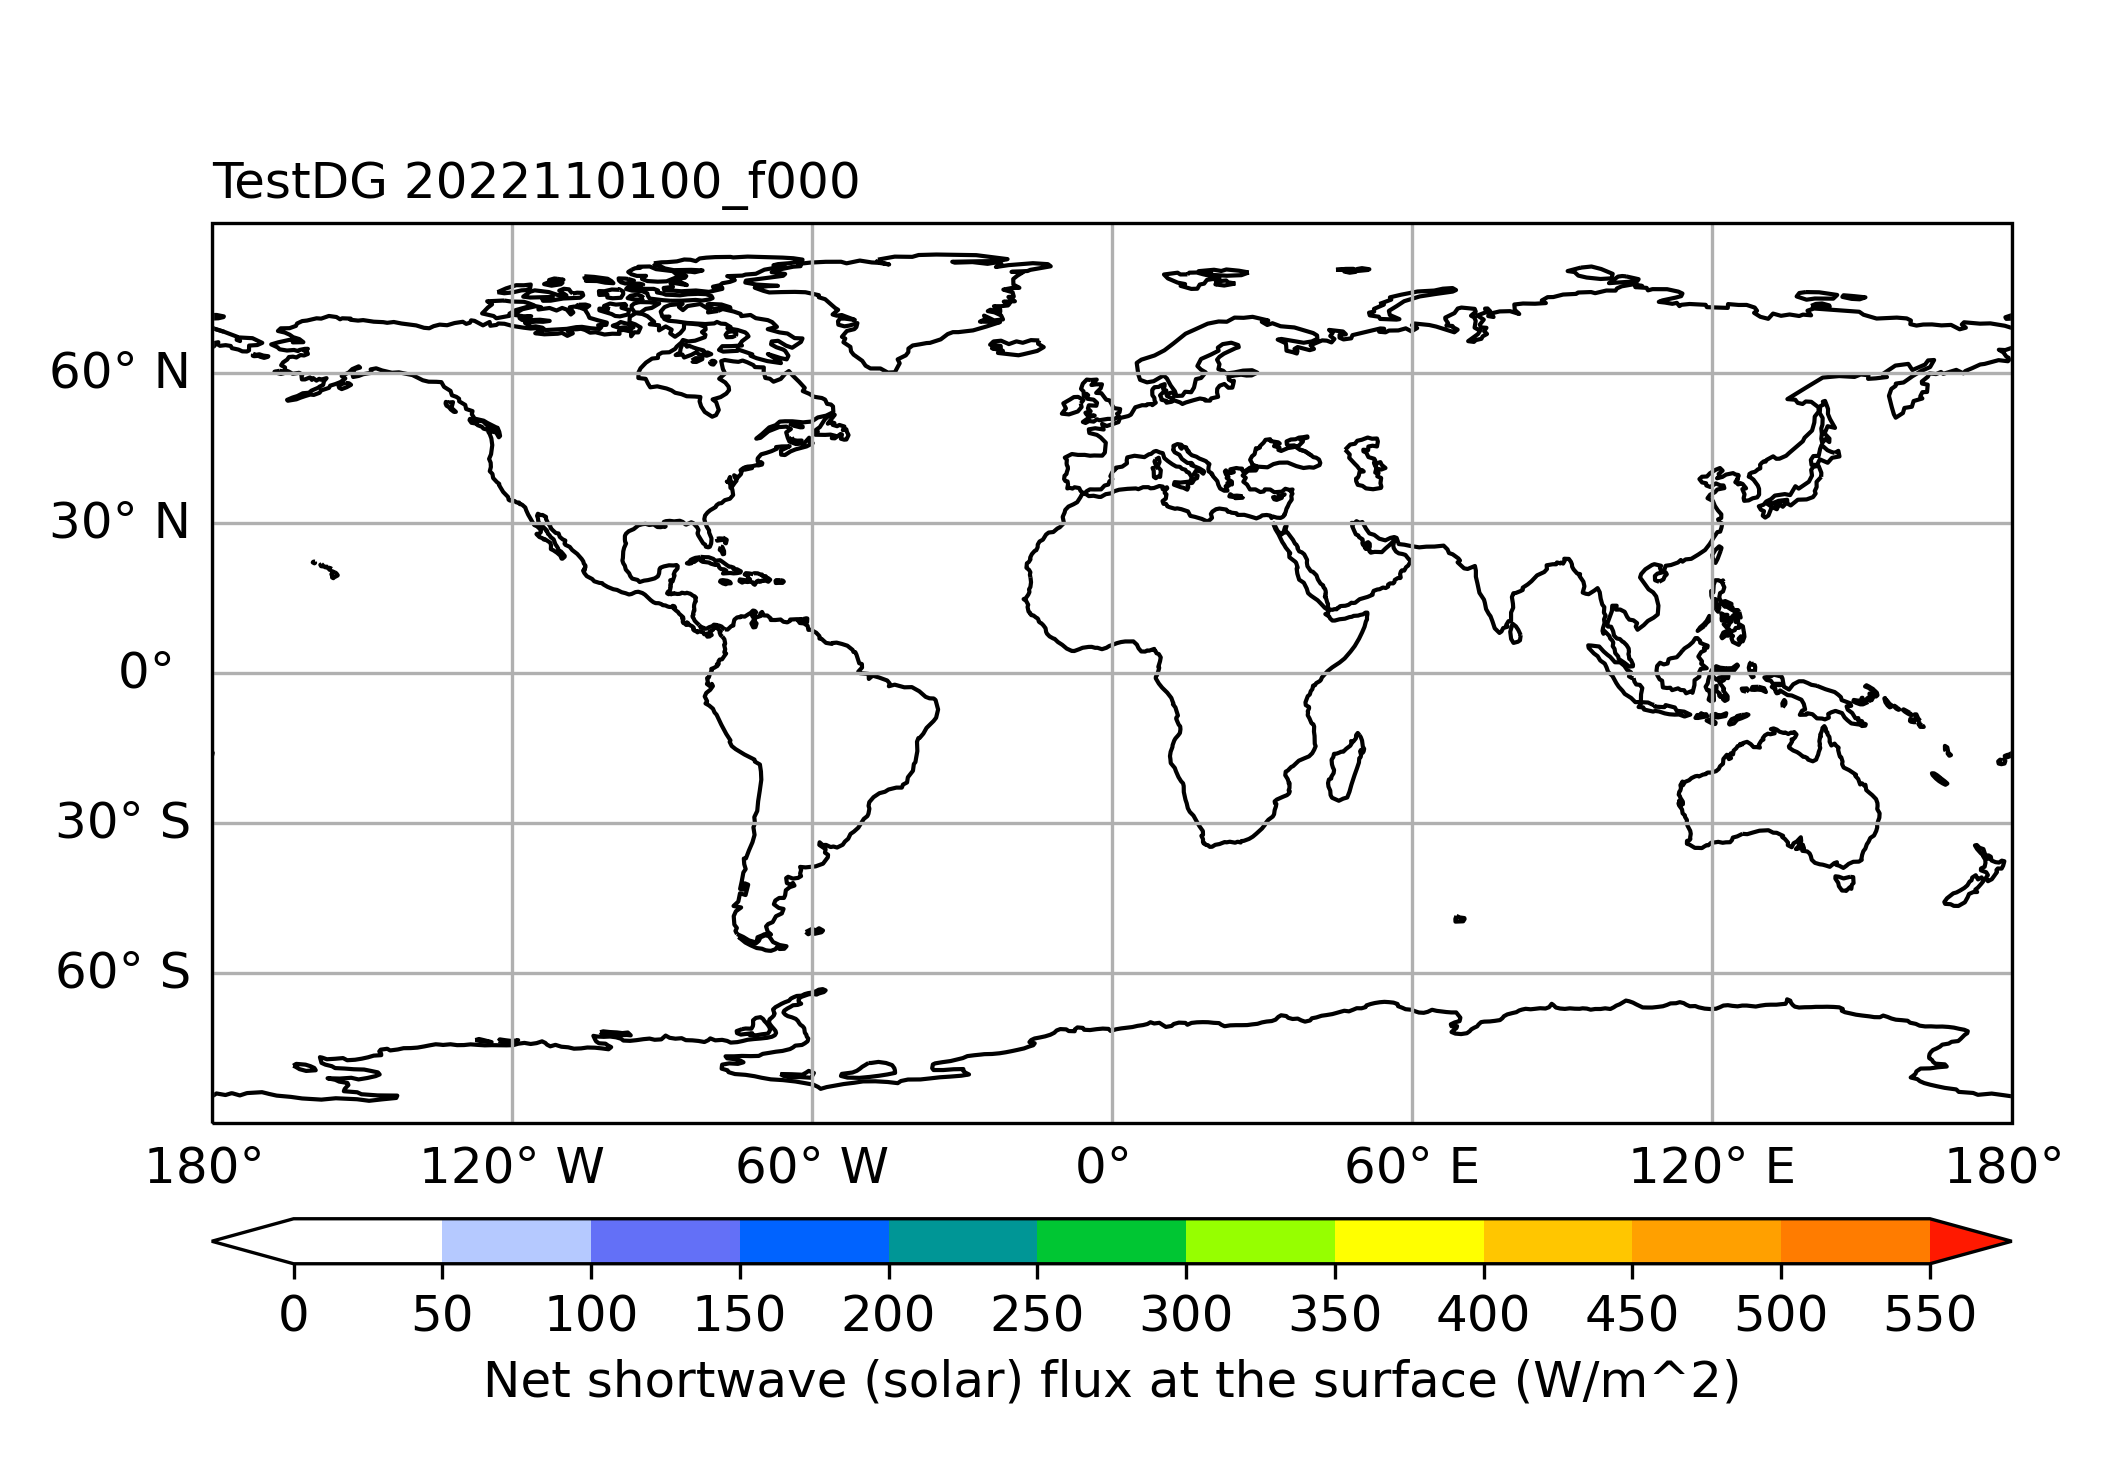 TestDG 2022110100_f000
60° N
30° N
0°
30° S
60° S
180° 120° W 60° W 0° 60° E 120° E 180°
0 50 100 150 200 250 300 350 400 450 500 550
Net shortwave (solar) flux at the surface (W/m^2)